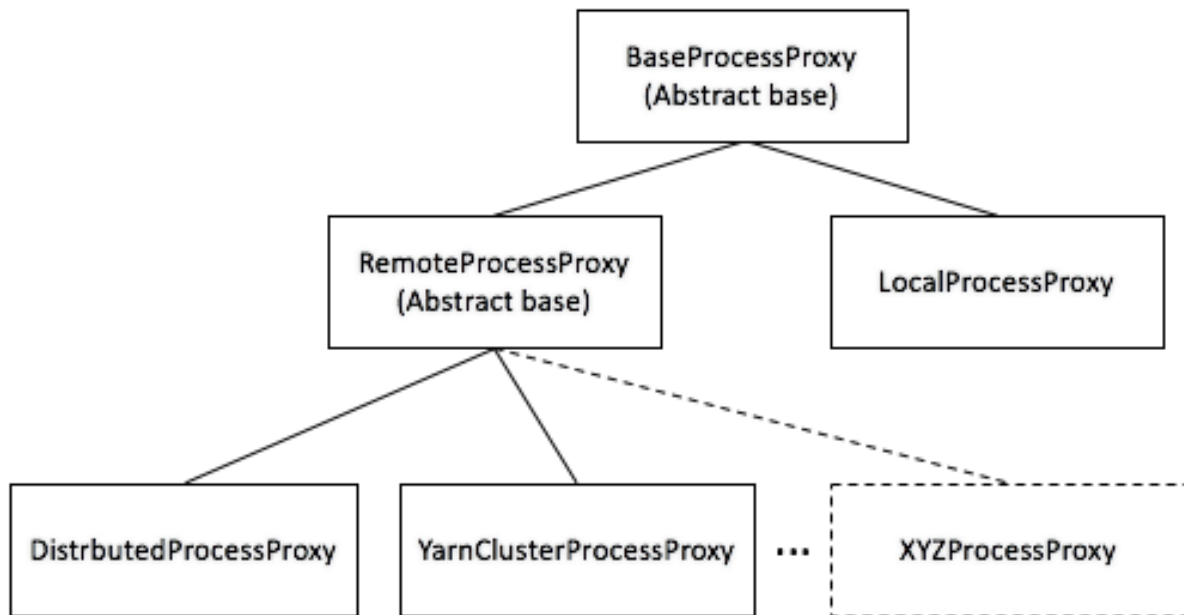 BaseProcessProxy
(Abstract base)
RemoteProcessProxy
(Abstract base)
LocalProcessProxy
DistrbutedProcessProxy
YarnClusterProcessProxy
...
XYZProcessProxy